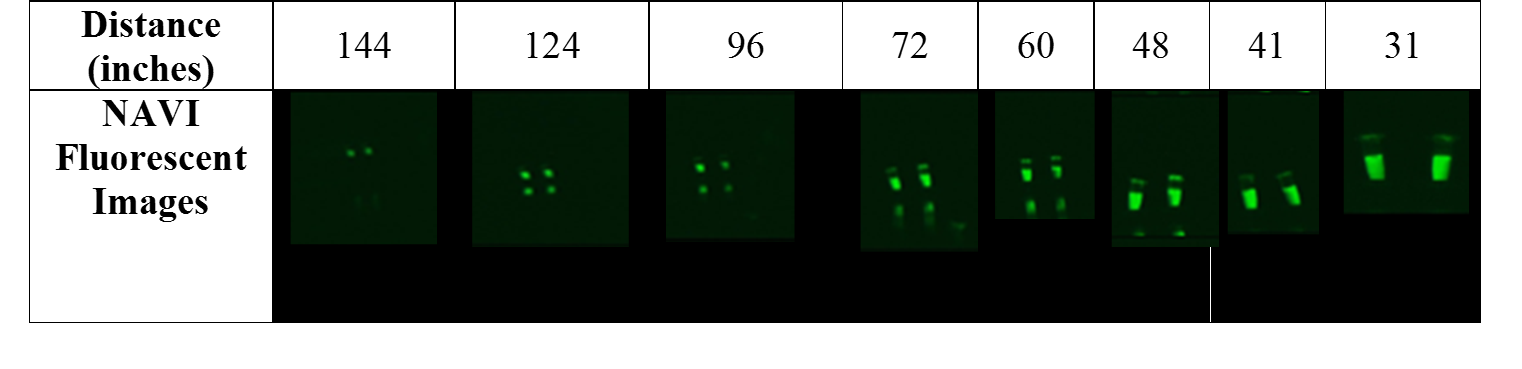 Distance
(inches)
144
124
96
72
60
48
41
31
NAVI
Fluorescent
Images